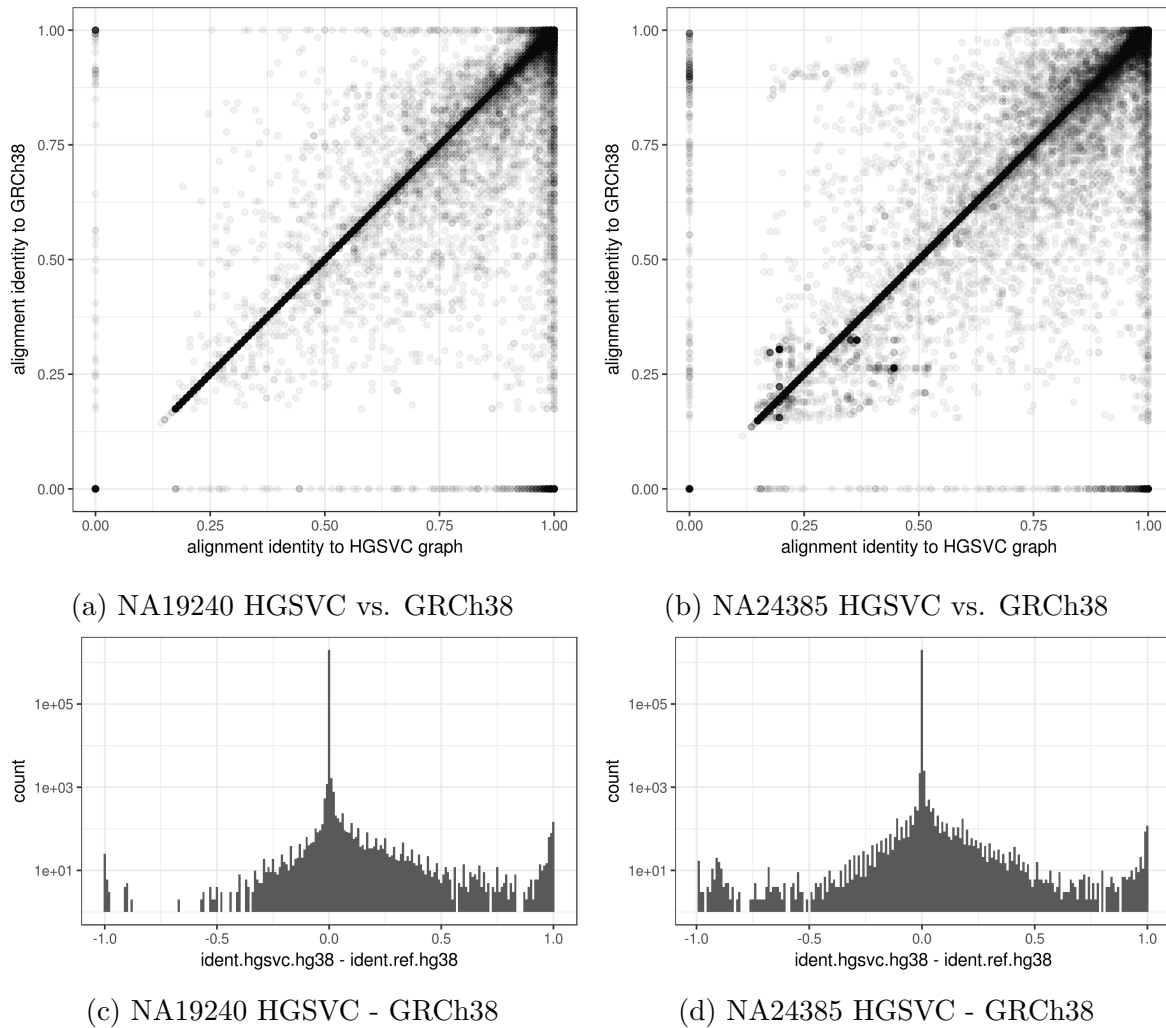 1.00
0.75
0.50
0.25
0.00
alignment identity to GRCh38
0.00 0.25 0.50 0.75 1.00
alignment identity to HGSVC graph
(a) NA19240 HGSVC vs. GRCh38
1.00
0.75
0.50
0.25
0.00
alignment identity to GRCh38
0.00 0.25 0.50 0.75 1.00
alignment identity to HGSVC graph
(b) NA24385 HGSVC vs. GRCh38
1e+05
1e+03
1e+01
count
-1.0 -0.5 0.0 0.5 1.0
ident.hgsvc.hg38 - ident.ref.hg38
(c) NA19240 HGSVC - GRCh38
1e+05
1e+03
1e+01
count
-1.0 -0.5 0.0 0.5 1.0
ident.hgsvc.hg38 - ident.ref.hg38
(d) NA24385 HGSVC - GRCh38